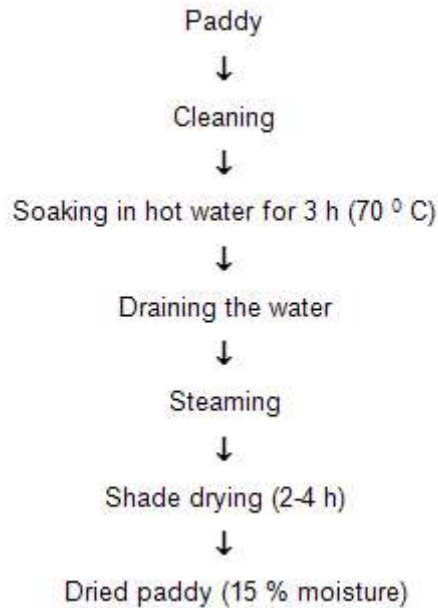 Paddy
↓
Cleaning
↓
Soaking in hot water for 3 h (70 ⁰ C)
↓
Draining the water
↓
Steaming
↓
Shade drying (2-4 h)
↓
Dried paddy (15 % moisture)